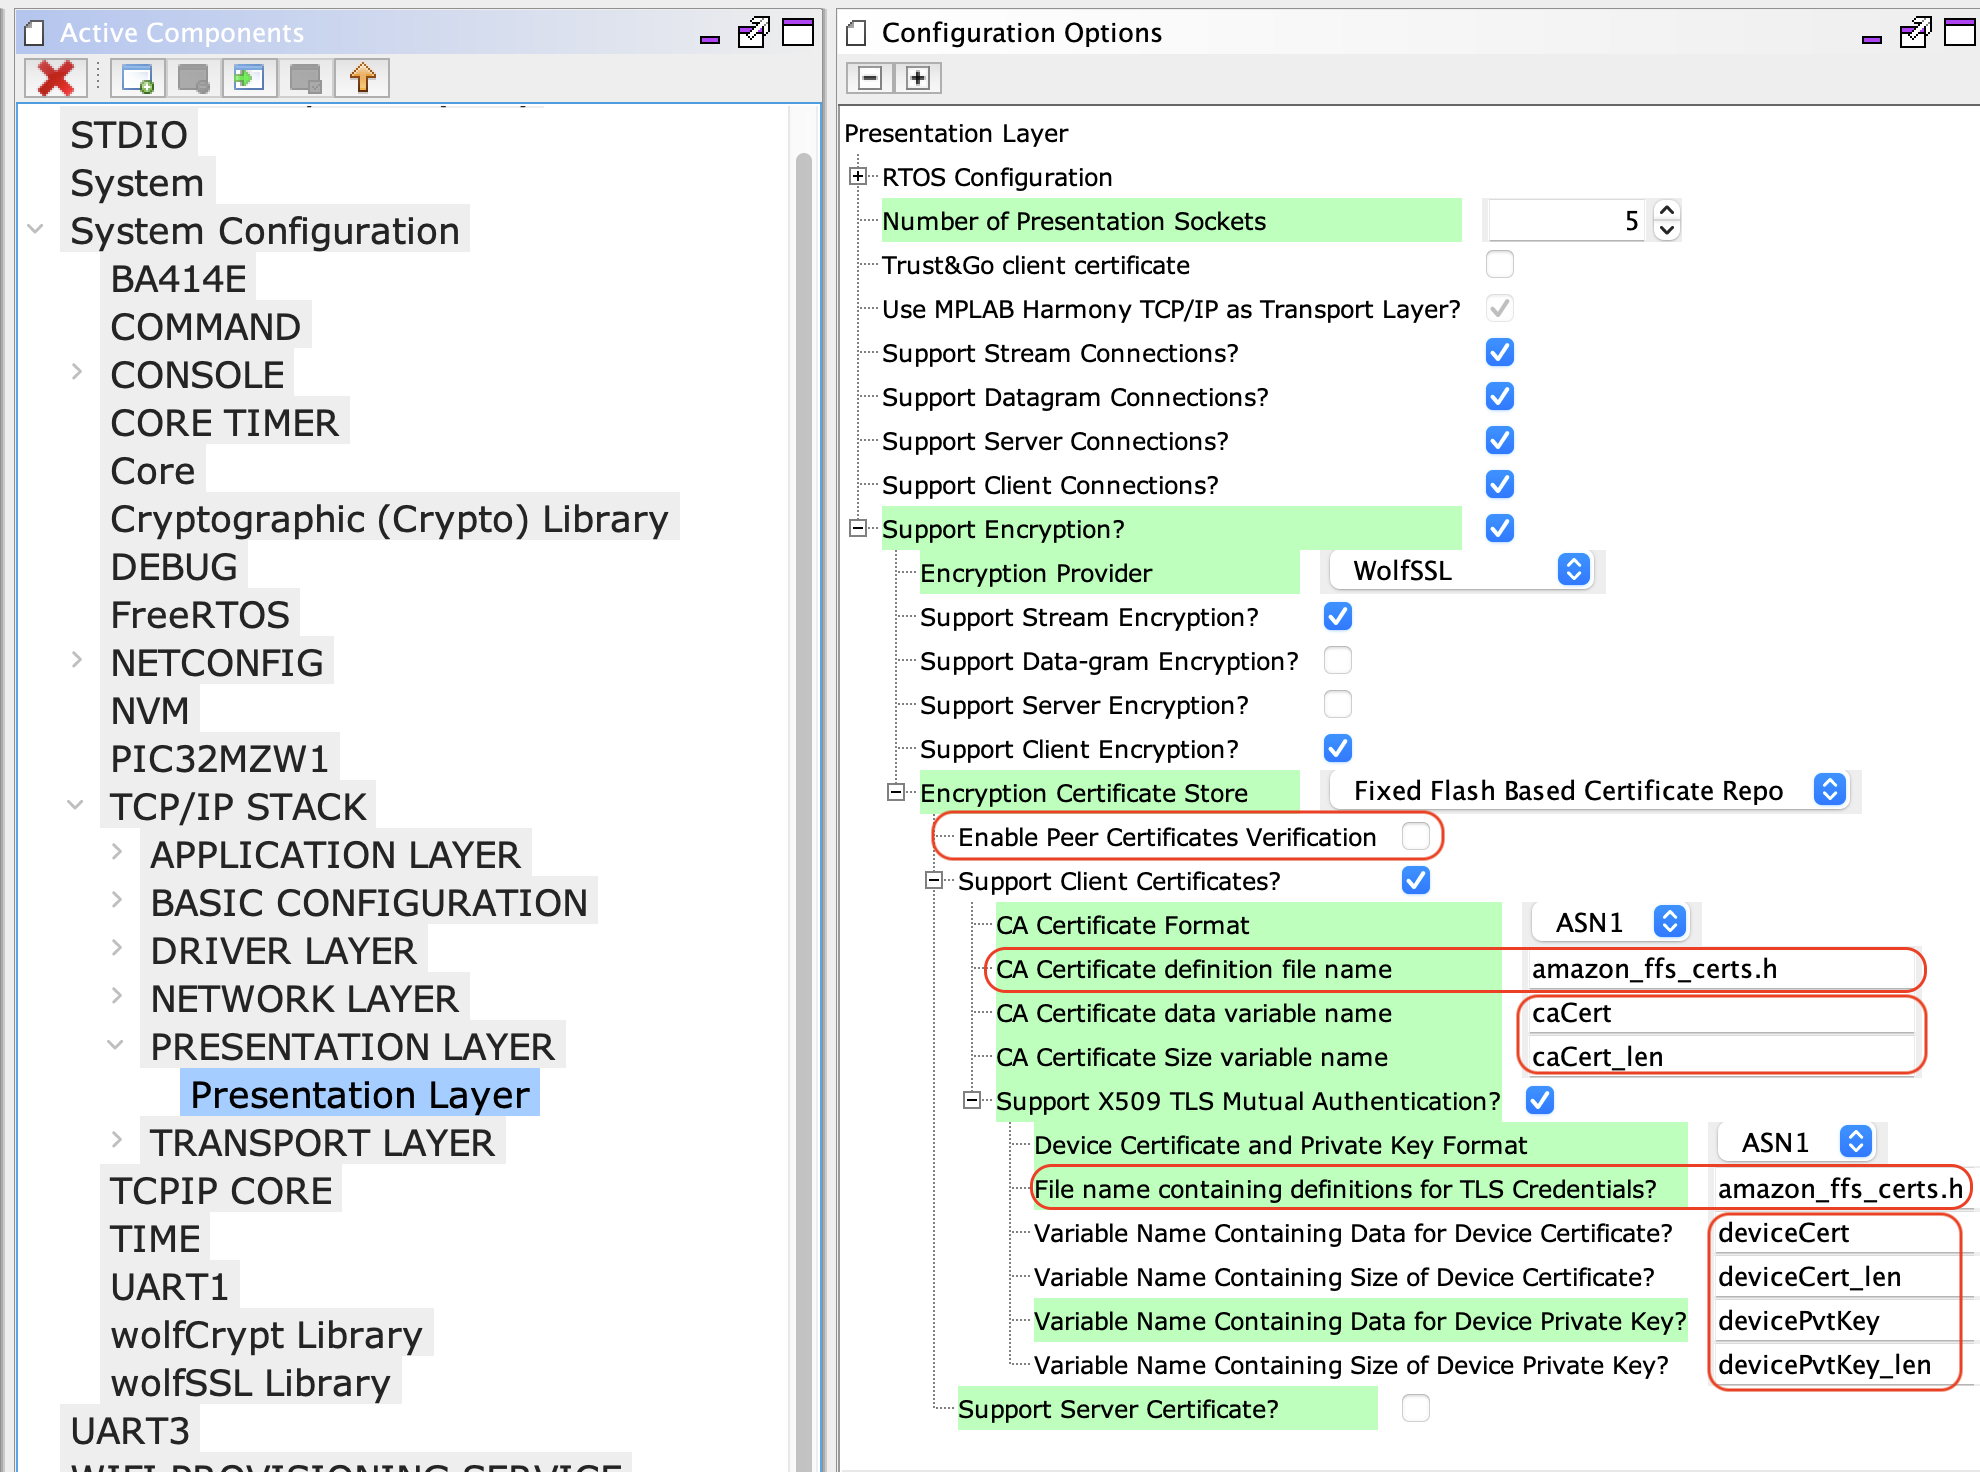 Active Components
STDIO
System
System Configuration
BA414E
COMMAND
CONSOLE
CORE TIMER
Core
Cryptographic (Crypto) Library
DEBUG
FreeRTOS
NETCONFIG
NVM
PIC32MZW1
TCP/IP STACK
APPLICATION LAYER
BASIC CONFIGURATION
DRIVER LAYER
NETWORK LAYER
PRESENTATION LAYER
Presentation Layer
TRANSPORT LAYER
TCPIP CORE
TIME
UART1
wolfCrypt Library
wolfSSL Library
UART3
WIFI PROVISIONING SERVICE
Configuration Options
Presentation Layer
RTOS Configuration
Number of Presentation Sockets 5
Trust&Go client certificate
Use MPLAB Harmony TCP/IP as Transport Layer?
Support Stream Connections?
Support Datagram Connections?
Support Server Connections?
Support Client Connections?
Support Encryption?
Encryption Provider WolfSSL
Support Stream Encryption?
Support Data-gram Encryption?
Support Server Encryption?
Support Client Encryption?
Encryption Certificate Store Fixed Flash Based Certificate Repo
Enable Peer Certificates Verification
Support Client Certificates?
CA Certificate Format ASN1
CA Certificate definition file name amazon_ffs_certs.h
CA Certificate data variable name caCert
CA Certificate Size variable name caCert_len
Support X509 TLS Mutual Authentication?
Device Certificate and Private Key Format ASN1
File name containing definitions for TLS Credentials? amazon_ffs_certs.h
Variable Name Containing Data for Device Certificate? deviceCert
Variable Name Containing Size of Device Certificate? deviceCert_len
Variable Name Containing Data for Device Private Key? devicePvtKey
Variable Name Containing Size of Device Private Key? devicePvtKey_len
Support Server Certificate?